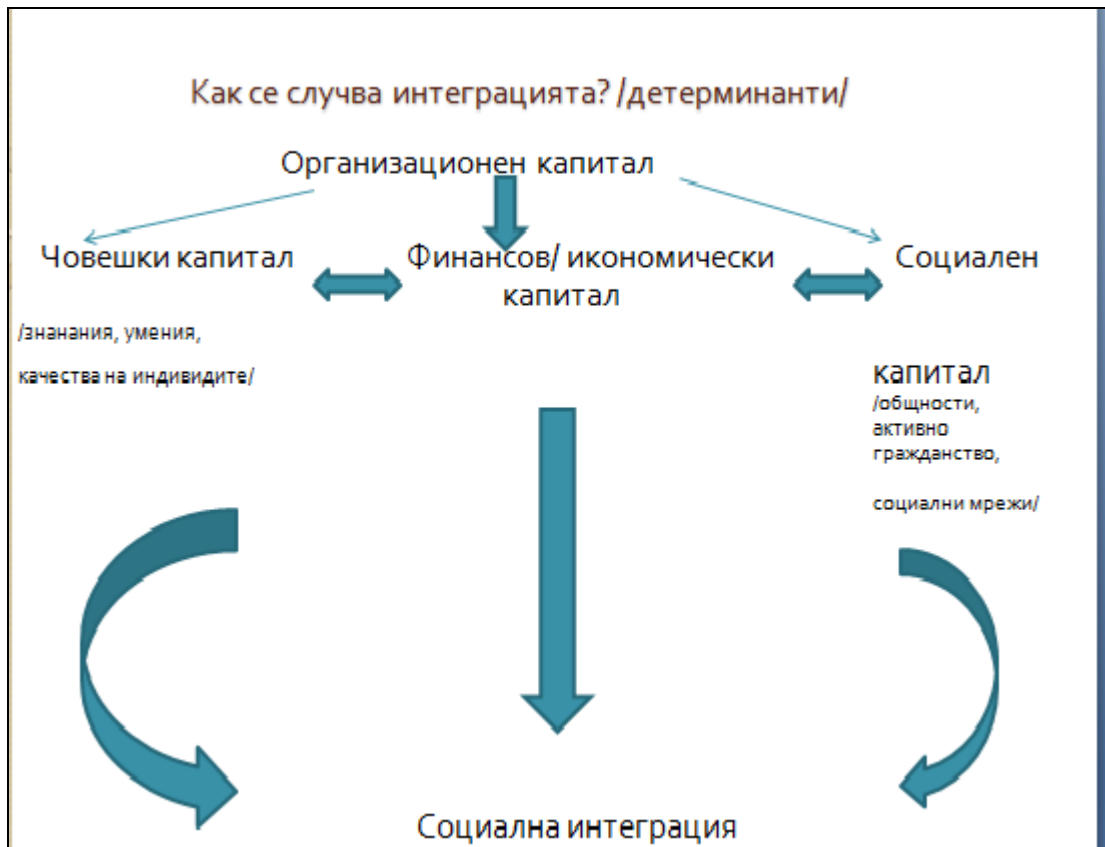 Как се случва интеграцията? /детерминанти/
Организационен капитал
Човешки капитал
/знанания, умения,
качества на индивидите/
Финансов/ икономически
капитал
Социален
капитал
/общности,
активно
гражданство,
социални мрежи/
Социална интеграция